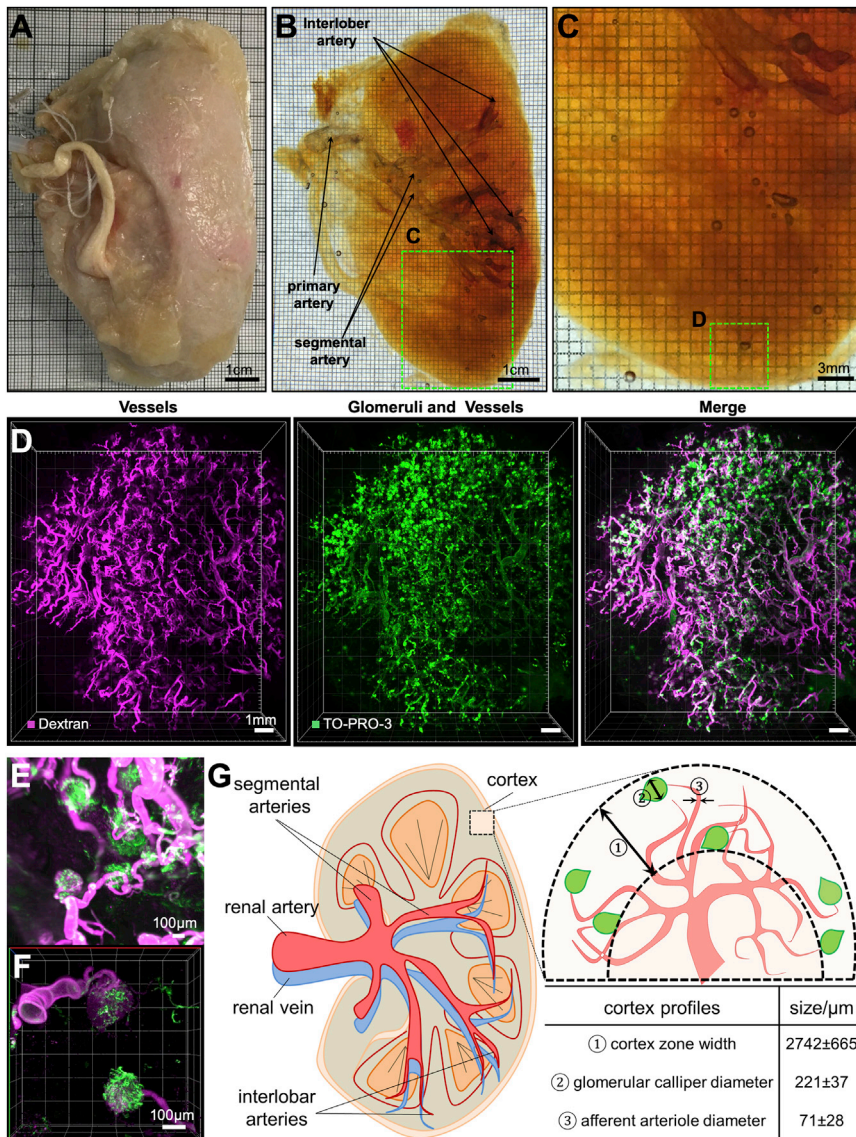 A
1cm
B
Interlober
artery
C
primary
artery
segmental
artery
1cm
C
D
3mm
Vessels
Glomeruli and Vessels
Merge
D
Dextran
1mm
TO-PRO-3
E
100μm
F
100μm
G
segmental
arteries
cortex
renal artery
renal vein
interlobar
arteries
②
③
①
cortex profiles size/μm
① cortex zone width 2742±665
② glomerular calliper diameter 221±37
③ afferent arteriole diameter 71±28